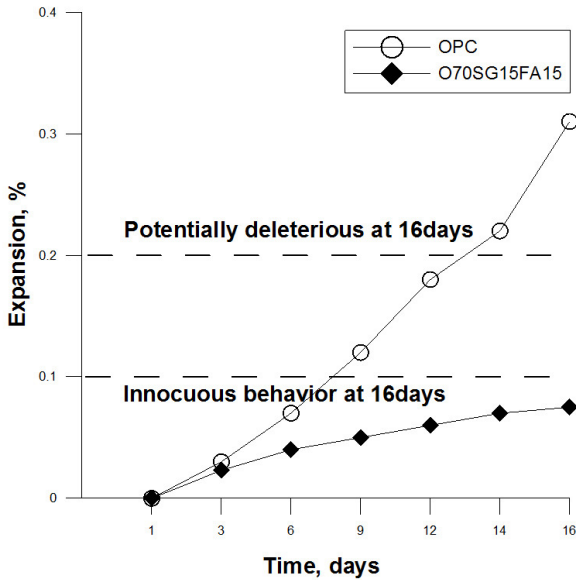 0.4
OPC
O70SG15FA15
0.3
Expansion, %
Potentially deleterious at 16days
0.2
0.1
Innocuous behavior at 16days
0
1 3 6 9 12 14 16
Time, days